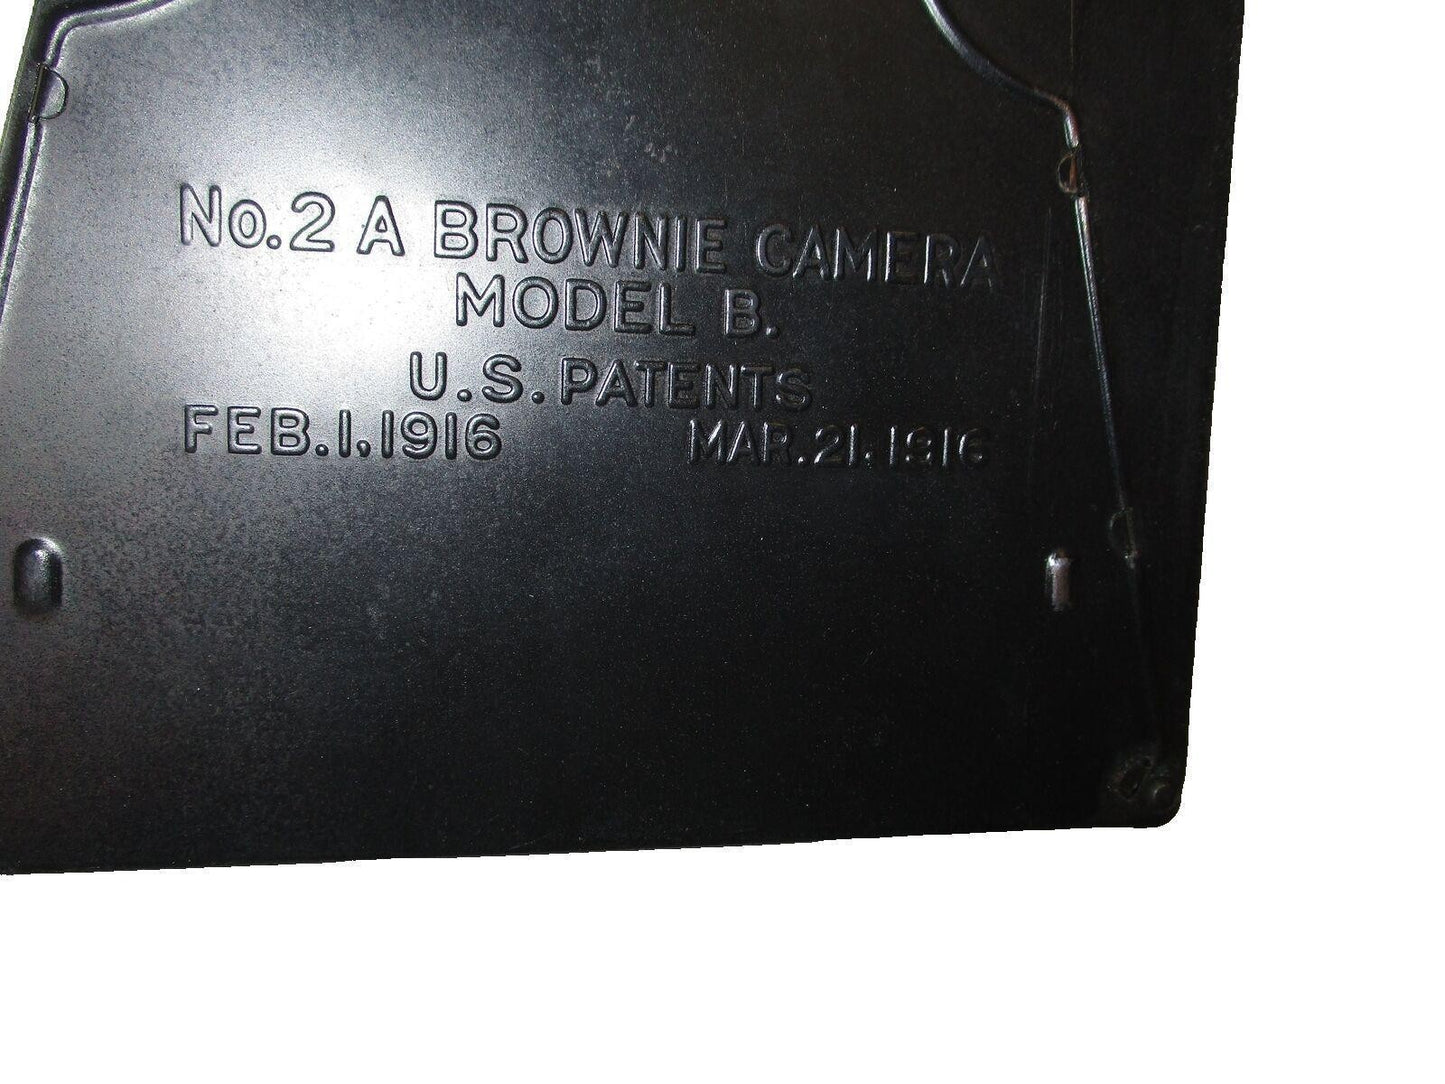 No. 2 A BROWNIE CAMERA
MODEL B.
U.S. PATENTS
FEB. 1, 1916 MAR. 21. 1916